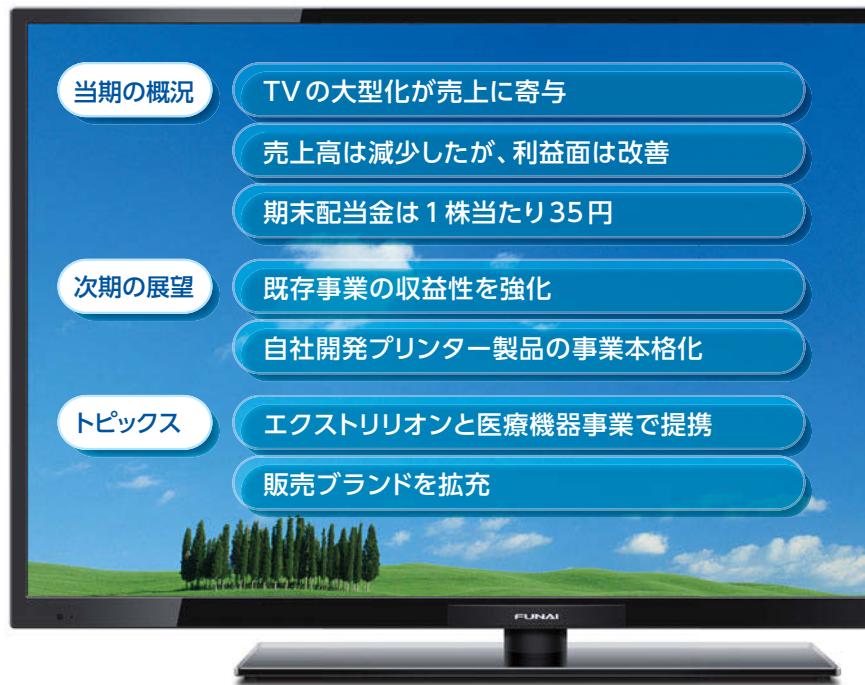 当期の概況
TVの大型化が売上に寄与
売上高は減少したが、利益面は改善
期末配当金は1株当たり35円
次期の展望
既存事業の収益性を強化
自社開発プリンター製品の事業本格化
トピックス
エクストリリオンと医療機器事業で提携
販売ブランドを拡充
FUNAI